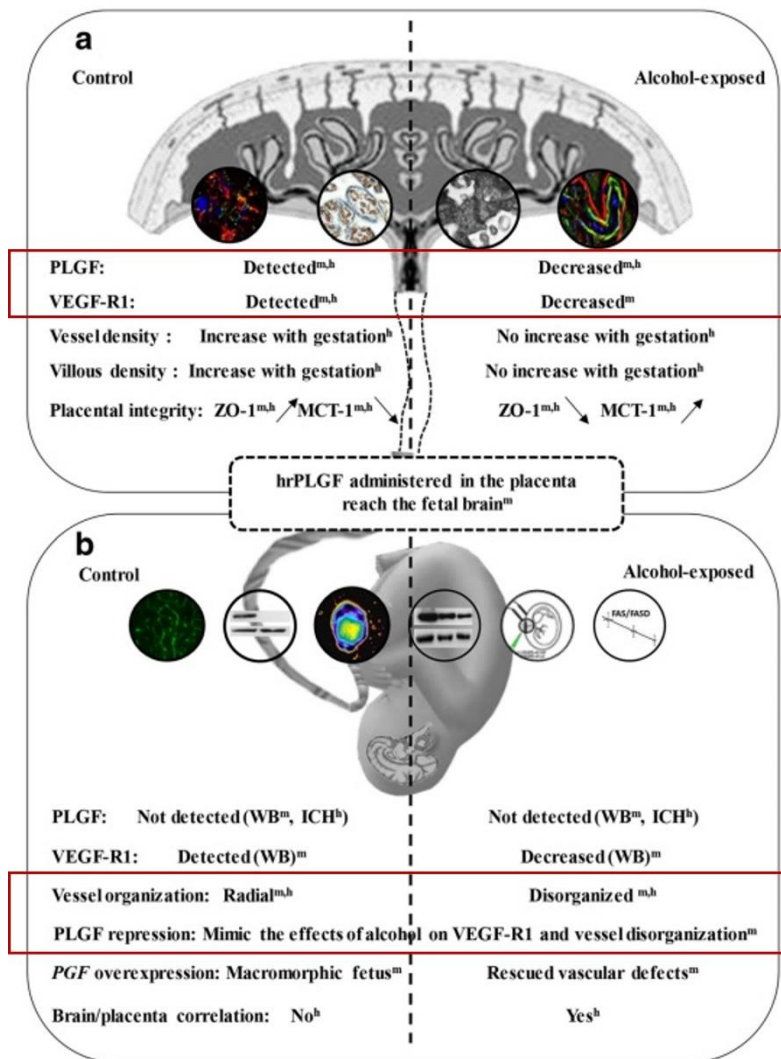 a
Control Alcohol-exposed
PLGF: Detectedᵐ,ʰ Decreasedᵐ,ʰ
VEGF-R1: Detectedᵐ,ʰ Decreasedᵐ
Vessel density : Increase with gestationʰ No increase with gestationʰ
Villous density : Increase with gestationʰ No increase with gestationʰ
Placental integrity: ZO-1ᵐ,ʰ ↗ MCT-1ᵐ,ʰ ↘ ZO-1ᵐ,ʰ ↘ MCT-1ᵐ,ʰ ↗
hrPLGF administered in the placenta
reach the fetal brainᵐ
b
Control Alcohol-exposed
FAS/FASD
PLGF: Not detected (WBᵐ, ICHʰ) Not detected (WBᵐ, ICHʰ)
VEGF-R1: Detected (WB)ᵐ Decreased (WB)ᵐ
Vessel organization: Radialᵐ,ʰ Disorganized ᵐ,ʰ
PLGF repression: Mimic the effects of alcohol on VEGF-R1 and vessel disorganizationᵐ
PGF overexpression: Macromorphic fetusᵐ Rescued vascular defectsᵐ
Brain/placenta correlation: Noʰ Yesʰ